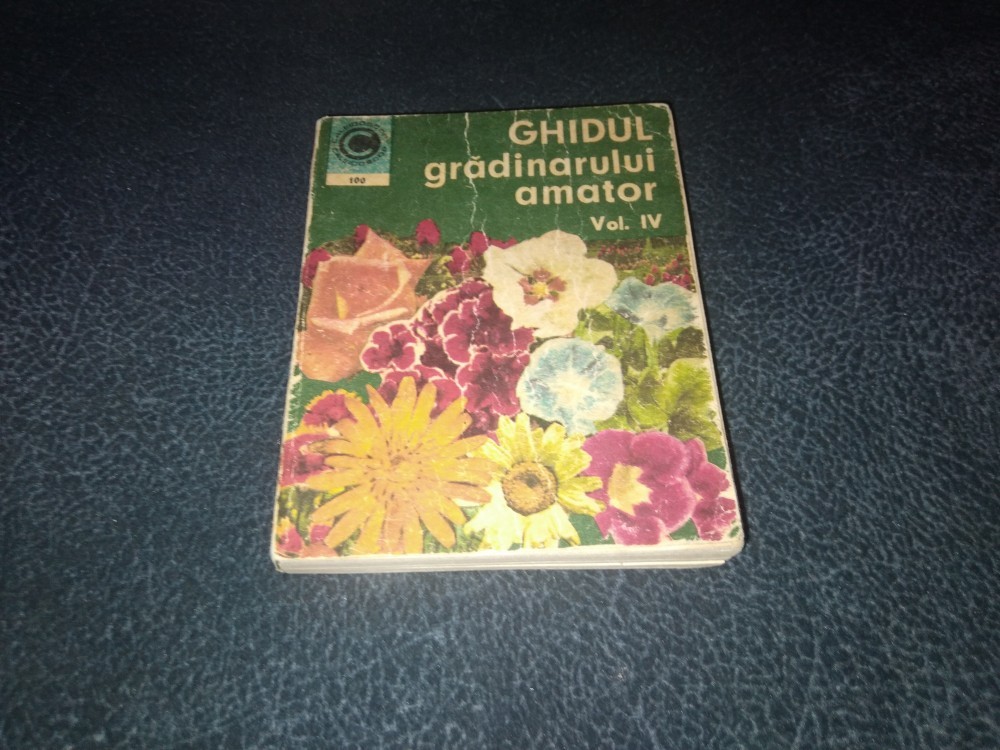 100
GHIDUL
grădinarului
amator
Vol. IV